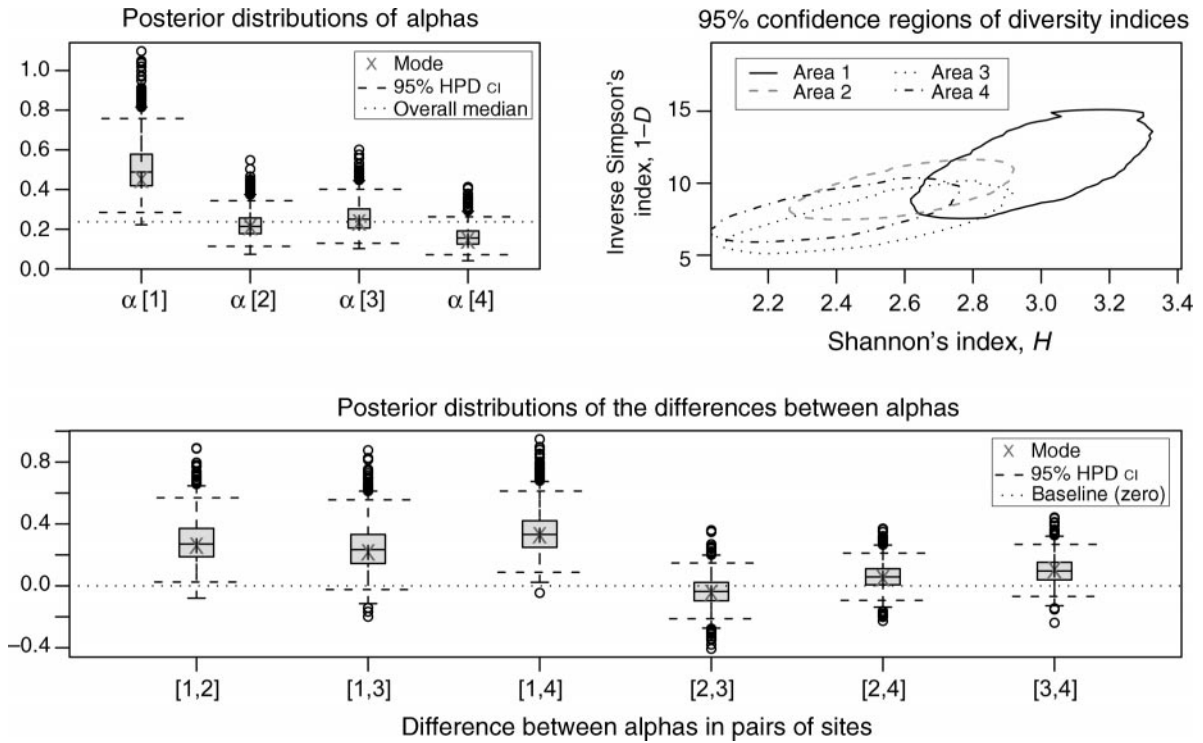 Posterior distributions of alphas
Mode
95% HPD CI
Overall median
1.0
0.8
0.6
0.4
0.2
0.0
α [1] α [2] α [3] α [4]
95% confidence regions of diversity indices
Area 1 Area 3
Area 2 Area 4
Inverse Simpson's
index, 1–D
15
10
5
2.2 2.4 2.6 2.8 3.0 3.2 3.4
Shannon's index, H
Posterior distributions of the differences between alphas
Mode
95% HPD CI
Baseline (zero)
0.8
0.4
0.0
–0.4
[1,2] [1,3] [1,4] [2,3] [2,4] [3,4]
Difference between alphas in pairs of sites